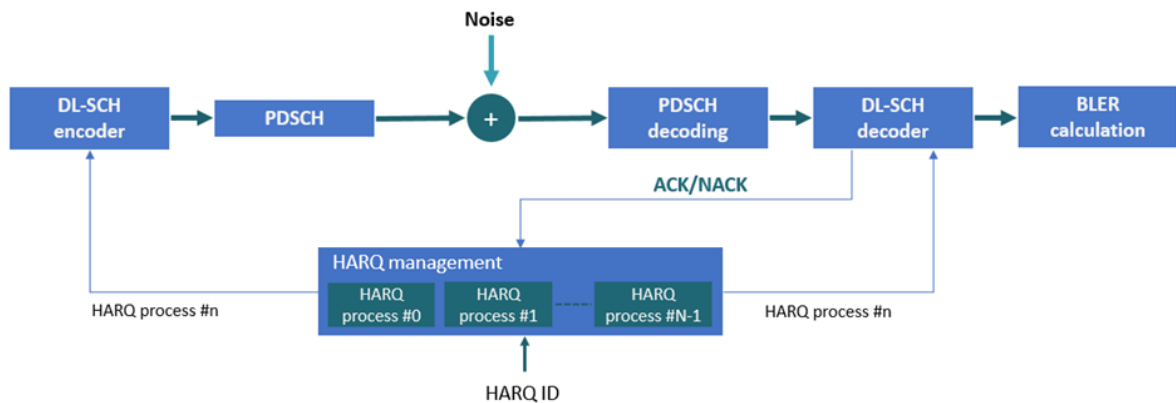 Noise
DL-SCH
encoder
PDSCH
+
PDSCH
decoding
DL-SCH
decoder
BLER
calculation
ACK/NACK
HARQ management
HARQ
process #0
HARQ
process #1
HARQ
process #N-1
HARQ process #n
HARQ process #n
HARQ ID